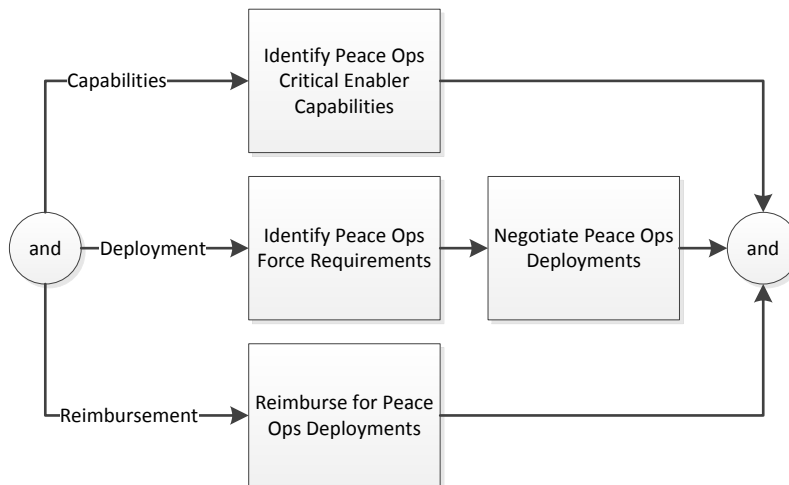 Capabilities
Identify Peace Ops
Critical Enabler
Capabilities
and
Deployment
Identify Peace Ops
Force Requirements
Negotiate Peace Ops
Deployments
and
Reimbursement
Reimburse for Peace
Ops Deployments